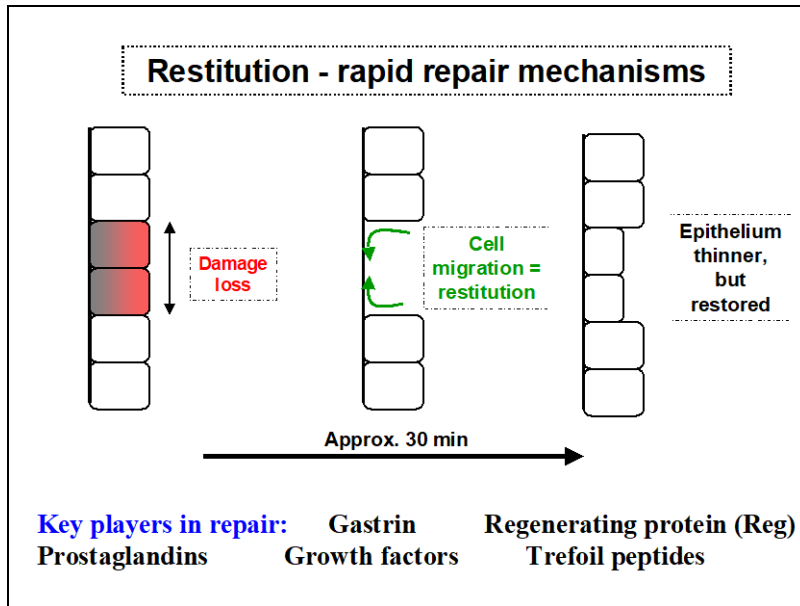 Restitution - rapid repair mechanisms
Damage
loss
Cell
migration =
restitution
Epithelium
thinner,
but
restored
Approx. 30 min
Key players in repair: Gastrin Regenerating protein (Reg)
Prostaglandins Growth factors Trefoil peptides